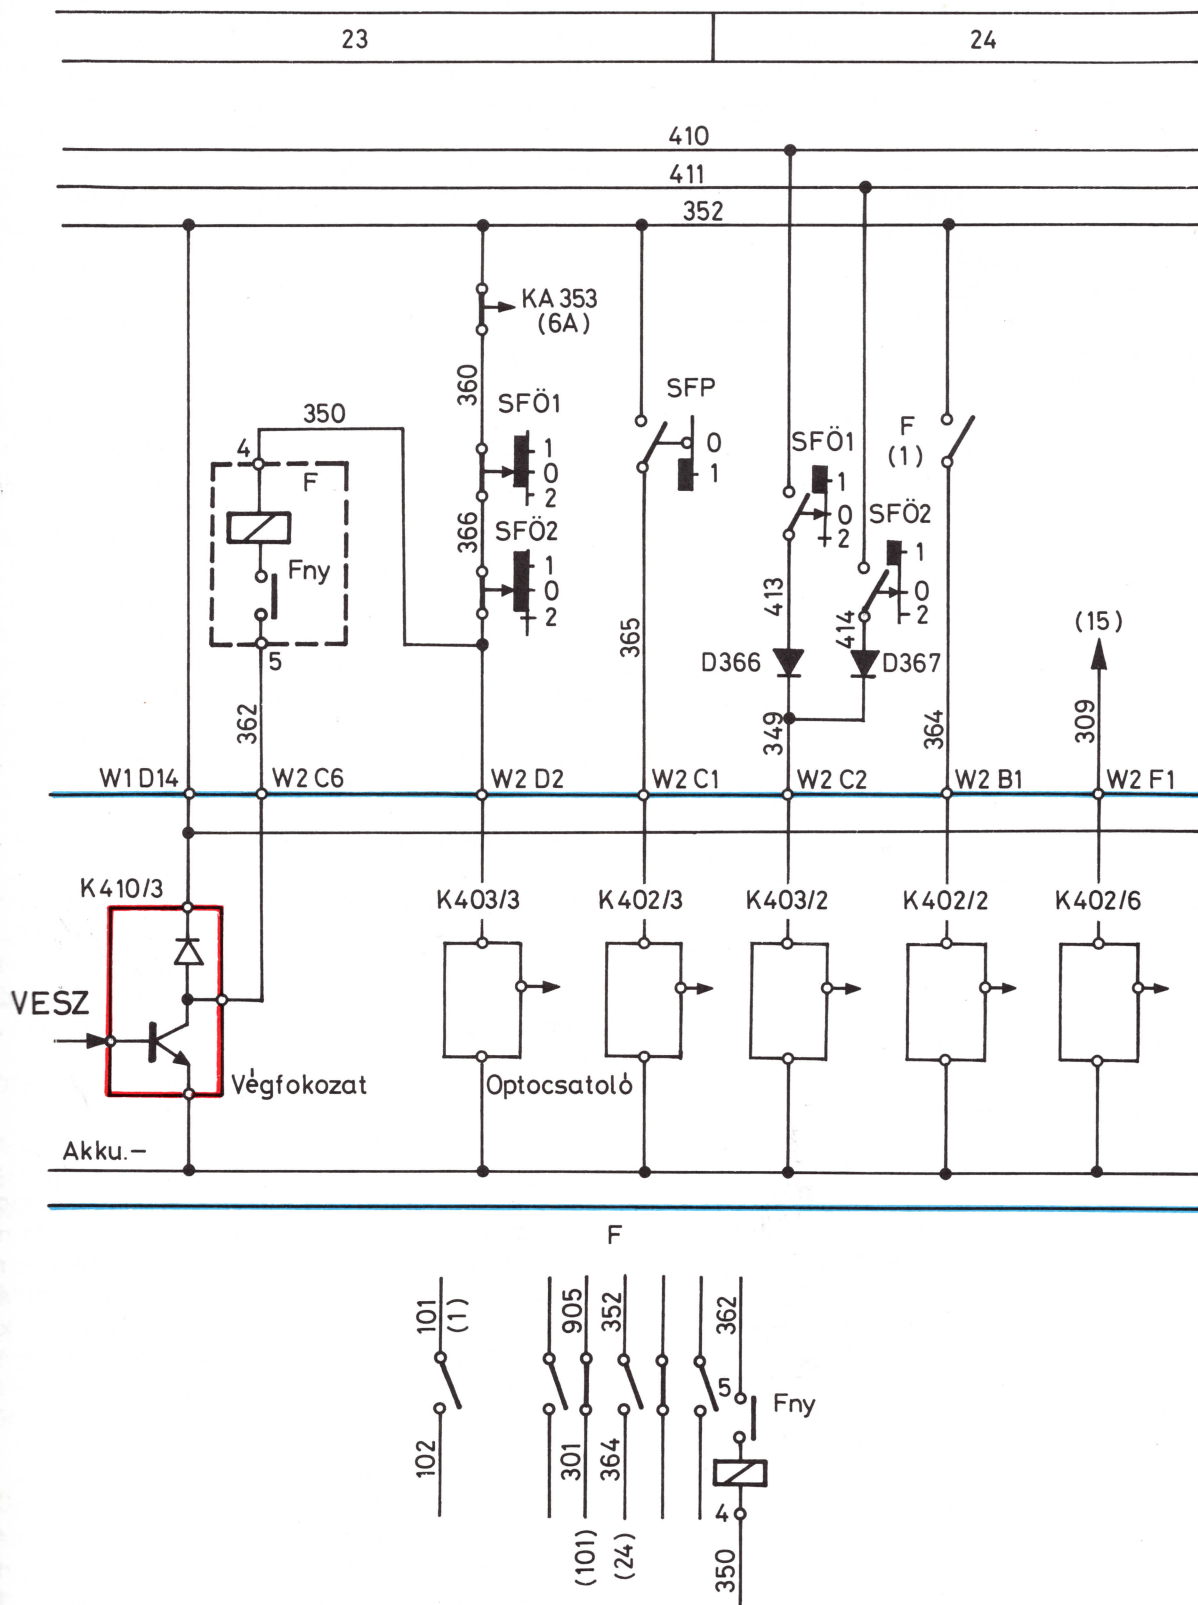 23
24
410
411
352
KA 353
(6A)
360
SFÖ1
1
0
2
366
SFÖ2
1
0
2
350
4
F
Fny
5
362
SFP
0
1
365
SFÖ1
1
0
2
413
D366
349
F
(1)
SFÖ2
1
0
2
414
D367
364
(15)
309
W1 D14
W2 C6
W2 D2
W2 C1
W2 C2
W2 B1
W2 F1
K410/3
K403/3
K402/3
K403/2
K402/2
K402/6
VESZ
Végfokozat
Optocsatoló
Akku.–
F
101
(1)
102
905
301
(101)
352
364
(24)
362
5
Fny
4
350